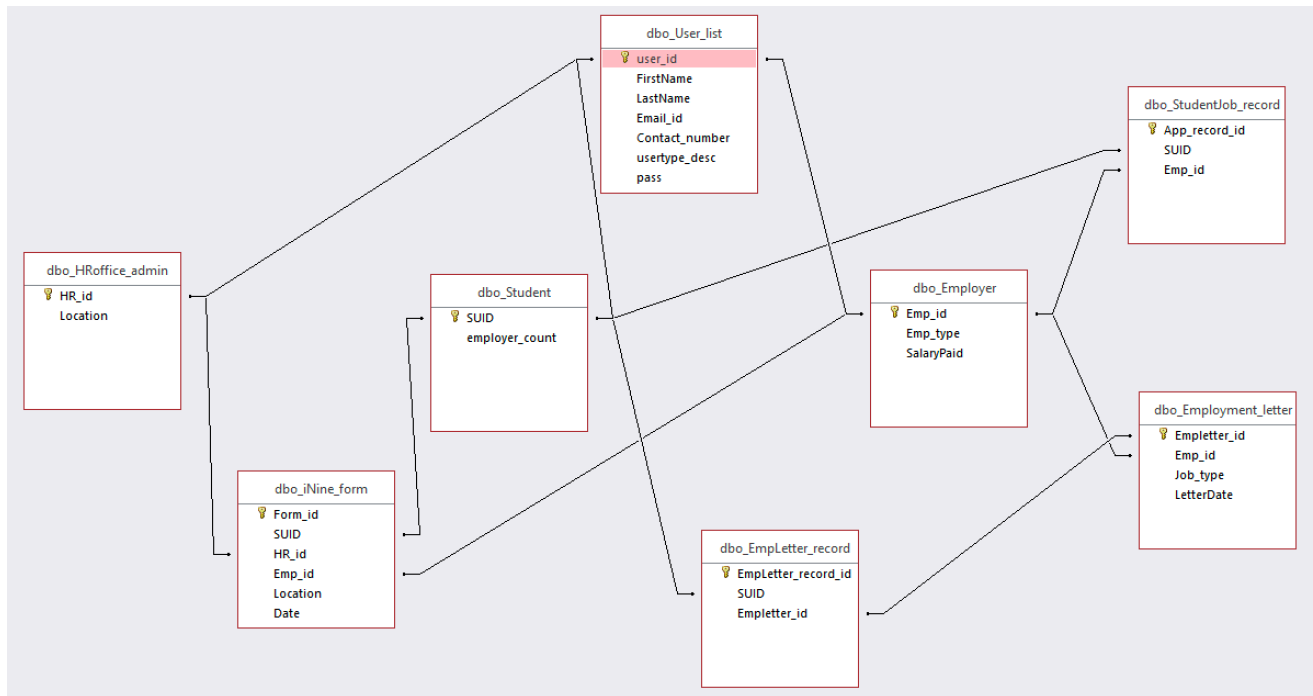 dbo_User_list
user_id
FirstName
LastName
Email_id
Contact_number
usertype_desc
pass
dbo_StudentJob_record
App_record_id
SUID
Emp_id
dbo_HRoffice_admin
HR_id
Location
dbo_Student
SUID
employer_count
dbo_Employer
Emp_id
Emp_type
SalaryPaid
dbo_Employment_letter
Empletter_id
Emp_id
Job_type
LetterDate
dbo_iNine_form
Form_id
SUID
HR_id
Emp_id
Location
Date
dbo_EmpLetter_record
EmpLetter_record_id
SUID
Empletter_id